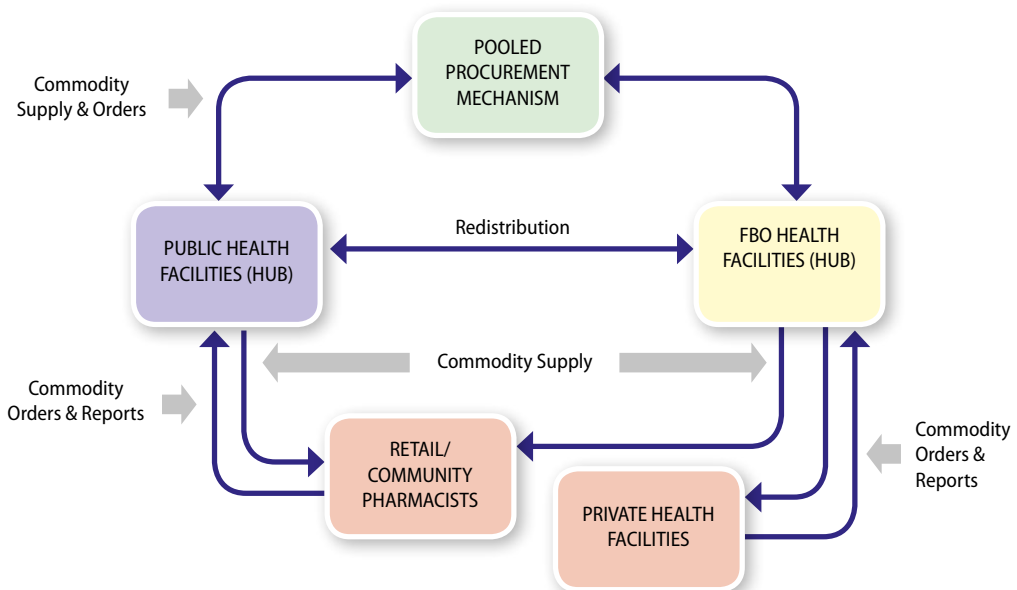 POOLED
PROCUREMENT
MECHANISM
Commodity
Supply & Orders
PUBLIC HEALTH
FACILITIES (HUB)
Redistribution
FBO HEALTH
FACILITIES (HUB)
Commodity Supply
Commodity
Orders & Reports
RETAIL/
COMMUNITY
PHARMACISTS
Commodity
Orders &
Reports
PRIVATE HEALTH
FACILITIES